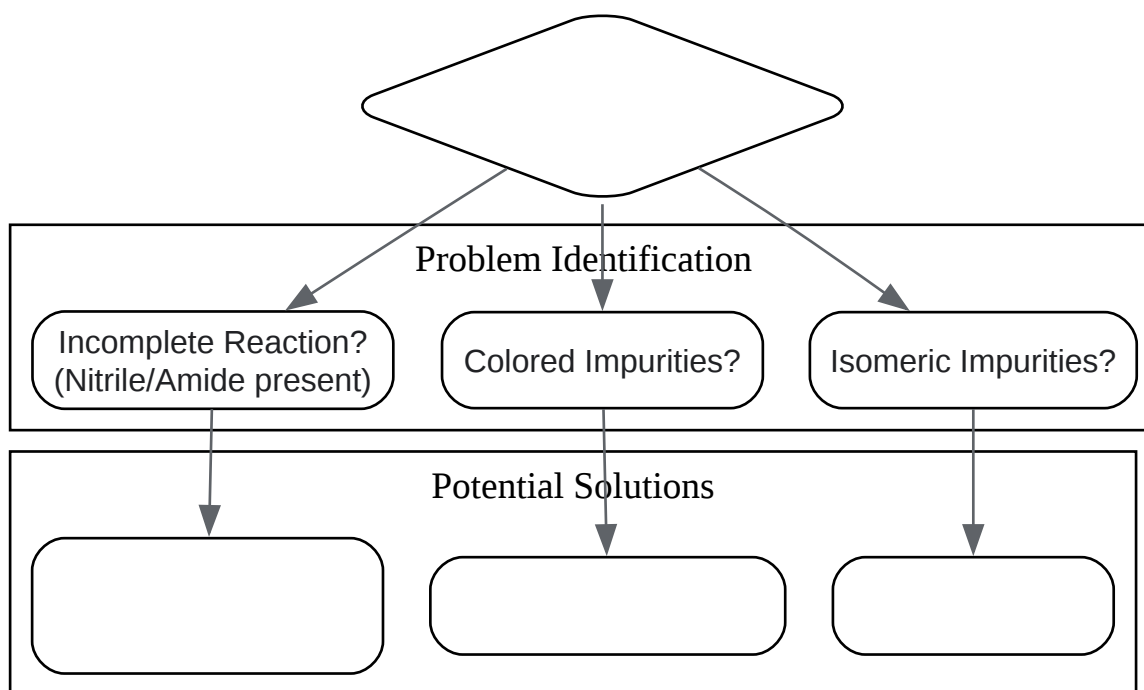 Problem Identification
Incomplete Reaction?
(Nitrile/Amide present)
Colored Impurities?
Isomeric Impurities?
Potential Solutions